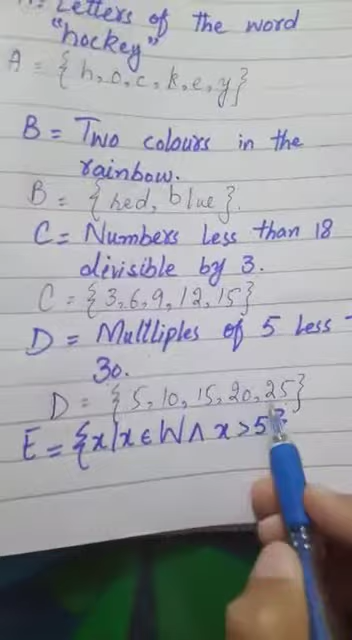 Letters of the word
"hockey"
A = {h, o, c, k, e, y}
B = Two colours in the
rainbow.
B = {red, blue}.
C = Numbers less than 18
divisible by 3.
C = {3, 6, 9, 12, 15}
D = Multiples of 5 less
30.
D = {5, 10, 15, 20, 25}
E = {x/x ∈ W ∧ x > 5}